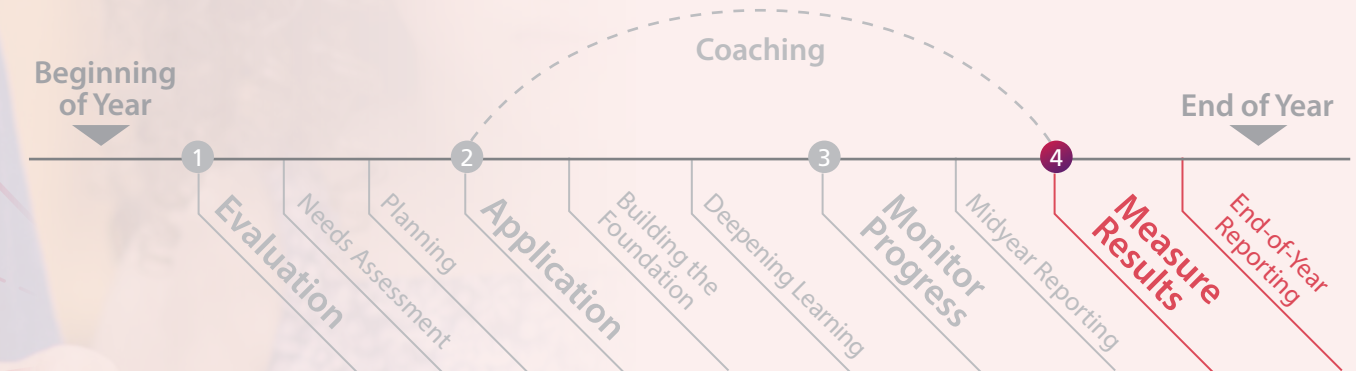 Coaching
Beginning
of Year
End of Year
1
2
3
4
Evaluation
Needs Assessment
Planning
Application
Building the
Foundation
Deepening Learning
Monitor
Progress
Midyear Reporting
Measure
Results
End-of-Year
Reporting